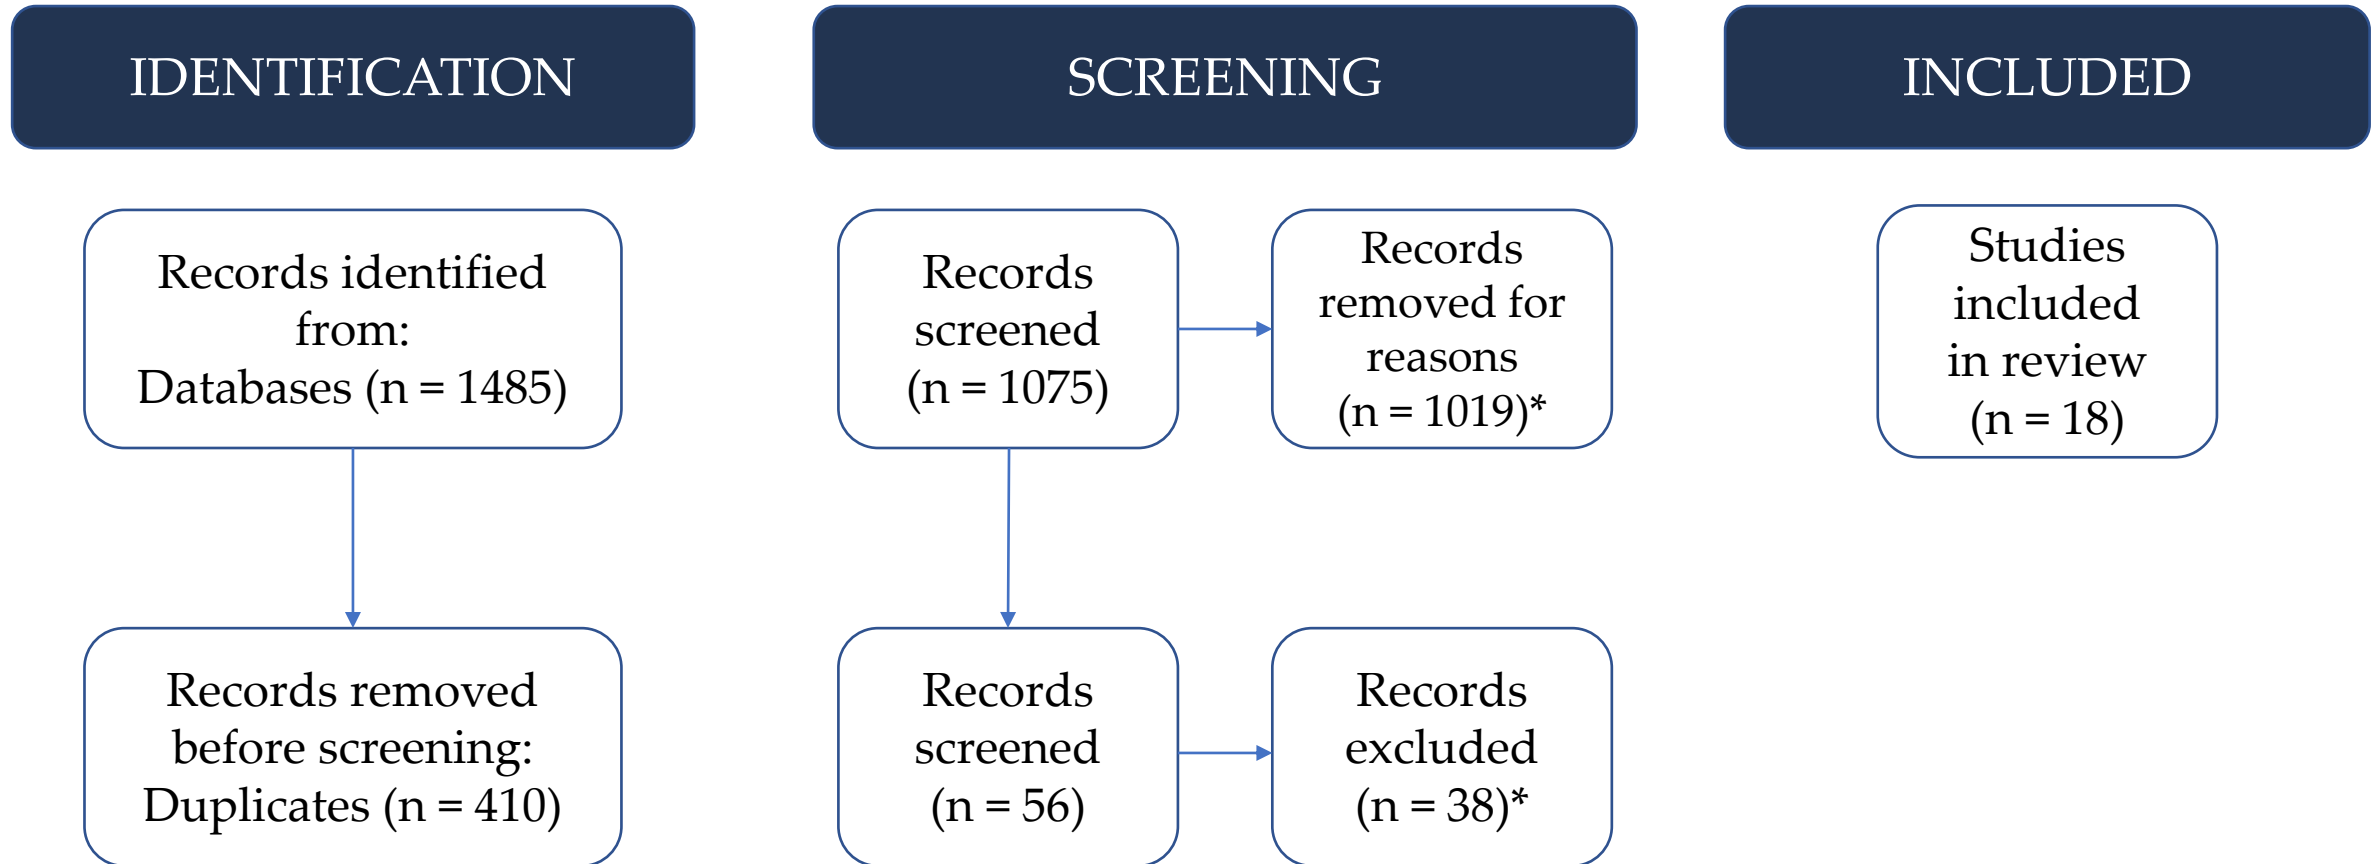 IDENTIFICATION
Records identified
from:
Databases (n = 1485)
Records removed
before screening:
Duplicates (n = 410)
SCREENING
Records
screened
(n = 1075)
Records
removed for
reasons
(n = 1019)*
Records
screened
(n = 56)
Records
excluded
(n = 38)*
INCLUDED
Studies
included
in review
(n = 18)